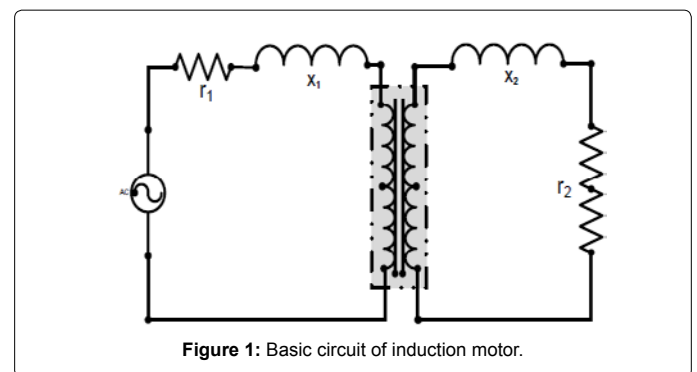 r1
x1
x2
AC
r2
Figure 1: Basic circuit of induction motor.